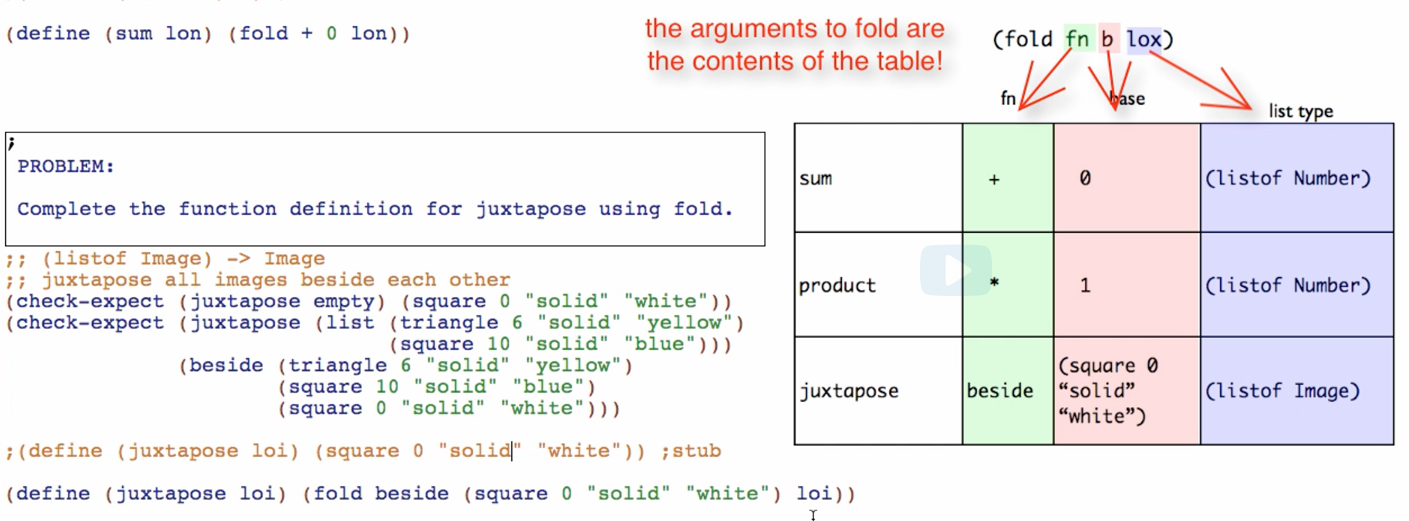 (define (sum lon) (fold + 0 lon))
the arguments to fold are
the contents of the table!
(fold fn b lox)
;
PROBLEM:
Complete the function definition for juxtapose using fold.
;; (listof Image) -> Image
;; juxtapose all images beside each other
(check-expect (juxtapose empty) (square 0 "solid" "white"))
(check-expect (juxtapose (list (triangle 6 "solid" "yellow")
(square 10 "solid" "blue")))
(beside (triangle 6 "solid" "yellow")
(square 10 "solid" "blue")
(square 0 "solid" "white")))
;(define (juxtapose loi) (square 0 "solid" "white")) ;stub
(define (juxtapose loi) (fold beside (square 0 "solid" "white") loi))
fn base list type
sum + 0 (listof Number)
product * 1 (listof Number)
juxtapose beside (square 0 “solid” “white”) (listof Image)